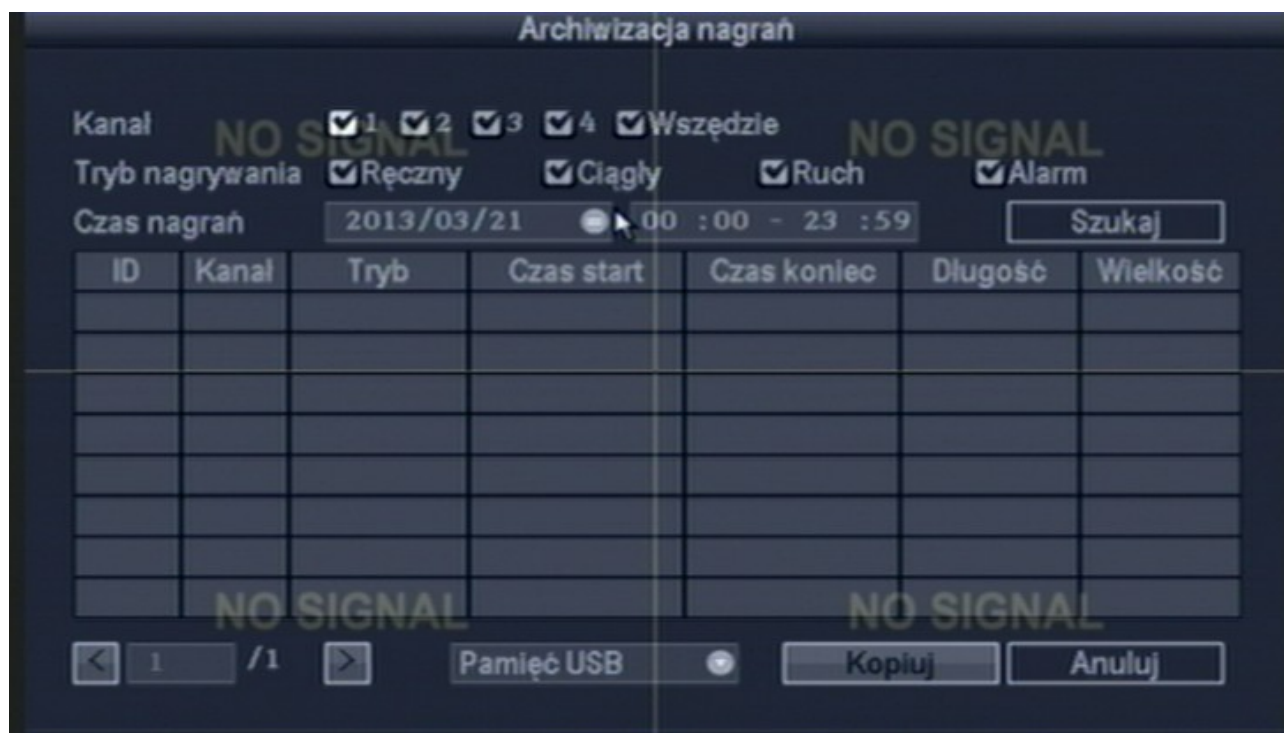 Archiwizacja nagrań
Kanał 1 2 3 4 Wszędzie
NO SIGNAL NO SIGNAL
Tryb nagrywania Ręczny Ciągły Ruch Alarm
Czas nagrań 2013/03/21 00 :00 - 23 :59 Szukaj
ID Kanał Tryb Czas start Czas koniec Długość Wielkość
NO SIGNAL NO SIGNAL
< 1 /1 > Pamięć USB Kopiuj Anuluj